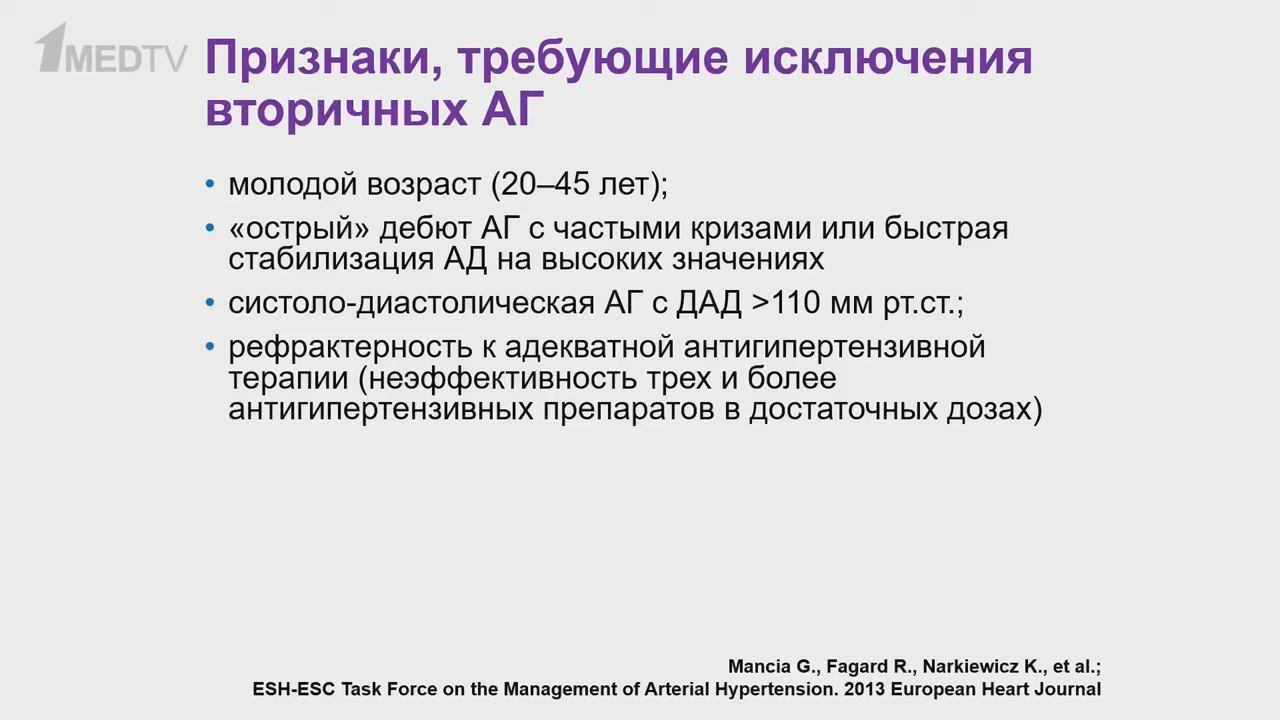 1MEDTV
Признаки, требующие исключения
вторичных АГ
• молодой возраст (20–45 лет);
• «острый» дебют АГ с частыми кризами или быстрая
стабилизация АД на высоких значениях
• систоло-диастолическая АГ с ДАД >110 мм рт.ст.;
• рефрактерность к адекватной антигипертензивной
терапии (неэффективность трех и более
антигипертензивных препаратов в достаточных дозах)
Mancia G., Fagard R., Narkiewicz K., et al.;
ESH-ESC Task Force on the Management of Arterial Hypertension. 2013 European Heart Journal